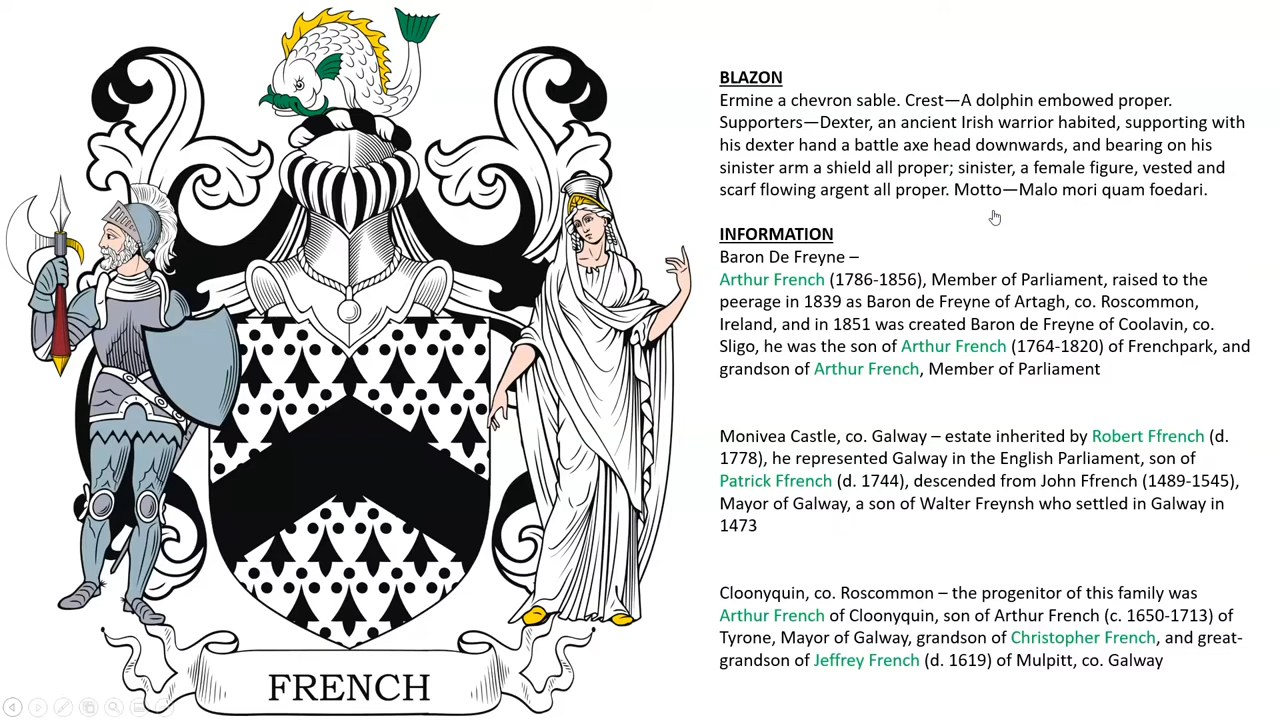 BLAZON
Ermine a chevron sable. Crest—A dolphin embowed proper.
Supporters—Dexter, an ancient Irish warrior habited, supporting with
his dexter hand a battle axe head downwards, and bearing on his
sinister arm a shield all proper; sinister, a female figure, vested and
scarf flowing argent all proper. Motto—Malo mori quam foedari.
INFORMATION
Baron De Freyne –
Arthur French (1786-1856), Member of Parliament, raised to the
peerage in 1839 as Baron de Freyne of Artagh, co. Roscommon,
Ireland, and in 1851 was created Baron de Freyne of Coolavin, co.
Sligo, he was the son of Arthur French (1764-1820) of Frenchpark, and
grandson of Arthur French, Member of Parliament
Monivea Castle, co. Galway – estate inherited by Robert Ffrench (d.
1778), he represented Galway in the English Parliament, son of
Patrick Ffrench (d. 1744), descended from John Ffrench (1489-1545),
Mayor of Galway, a son of Walter Freynsh who settled in Galway in
1473
Cloonyquin, co. Roscommon – the progenitor of this family was
Arthur French of Cloonyquin, son of Arthur French (c. 1650-1713) of
Tyrone, Mayor of Galway, grandson of Christopher French, and great-
grandson of Jeffrey French (d. 1619) of Mulpitt, co. Galway
FRENCH